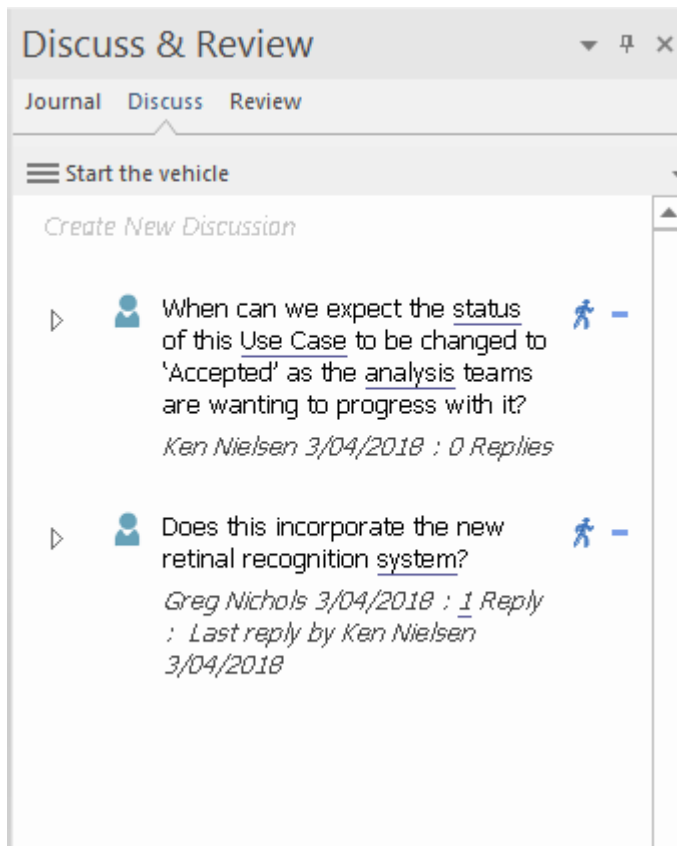 Discuss & Review
Journal Discuss Review
Start the vehicle
Create New Discussion
When can we expect the status
of this Use Case to be changed to
'Accepted' as the analysis teams
are wanting to progress with it?
Ken Nielsen 3/04/2018 : 0 Replies
Does this incorporate the new
retinal recognition system?
Greg Nichols 3/04/2018 : 1 Reply
: Last reply by Ken Nielsen
3/04/2018